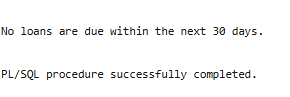 No loans are due within the next 30 days.
PL/SQL procedure successfully completed.